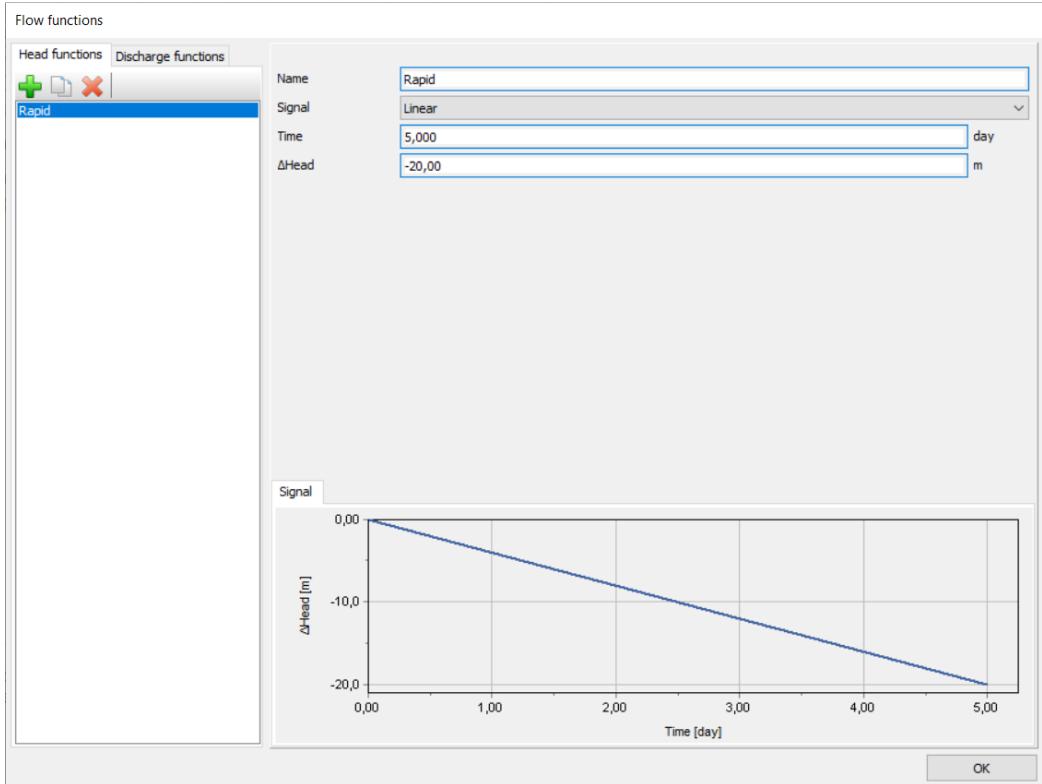 Flow functions
Head functions Discharge functions
Rapid
Name Rapid
Signal Linear
Time 5,000 day
ΔHead -20,00 m
Signal
0,00
-10,0
-20,0
ΔHead [m]
0,00 1,00 2,00 3,00 4,00 5,00
Time [day]
OK